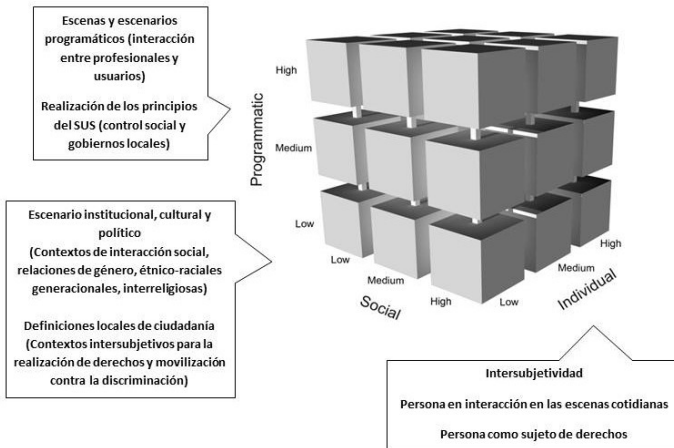 Escenas y escenarios
programáticos (interacción
entre profesionales y
usuarios)
Realización de los principios
del SUS (control social y
gobiernos locales)
Escenario institucional, cultural y
político
(Contextos de interacción social,
relaciones de género, étnico-raciales
generacionales, interreligiosas)
Definiciones locales de ciudadanía
(Contextos intersubjetivos para la
realización de derechos y movilización
contra la discriminación)
Programmatic
High
Medium
Low
Low
Medium
High
Social
Low
Medium
High
Individual
Intersubjetividad
Persona en interacción en las escenas cotidianas
Persona como sujeto de derechos